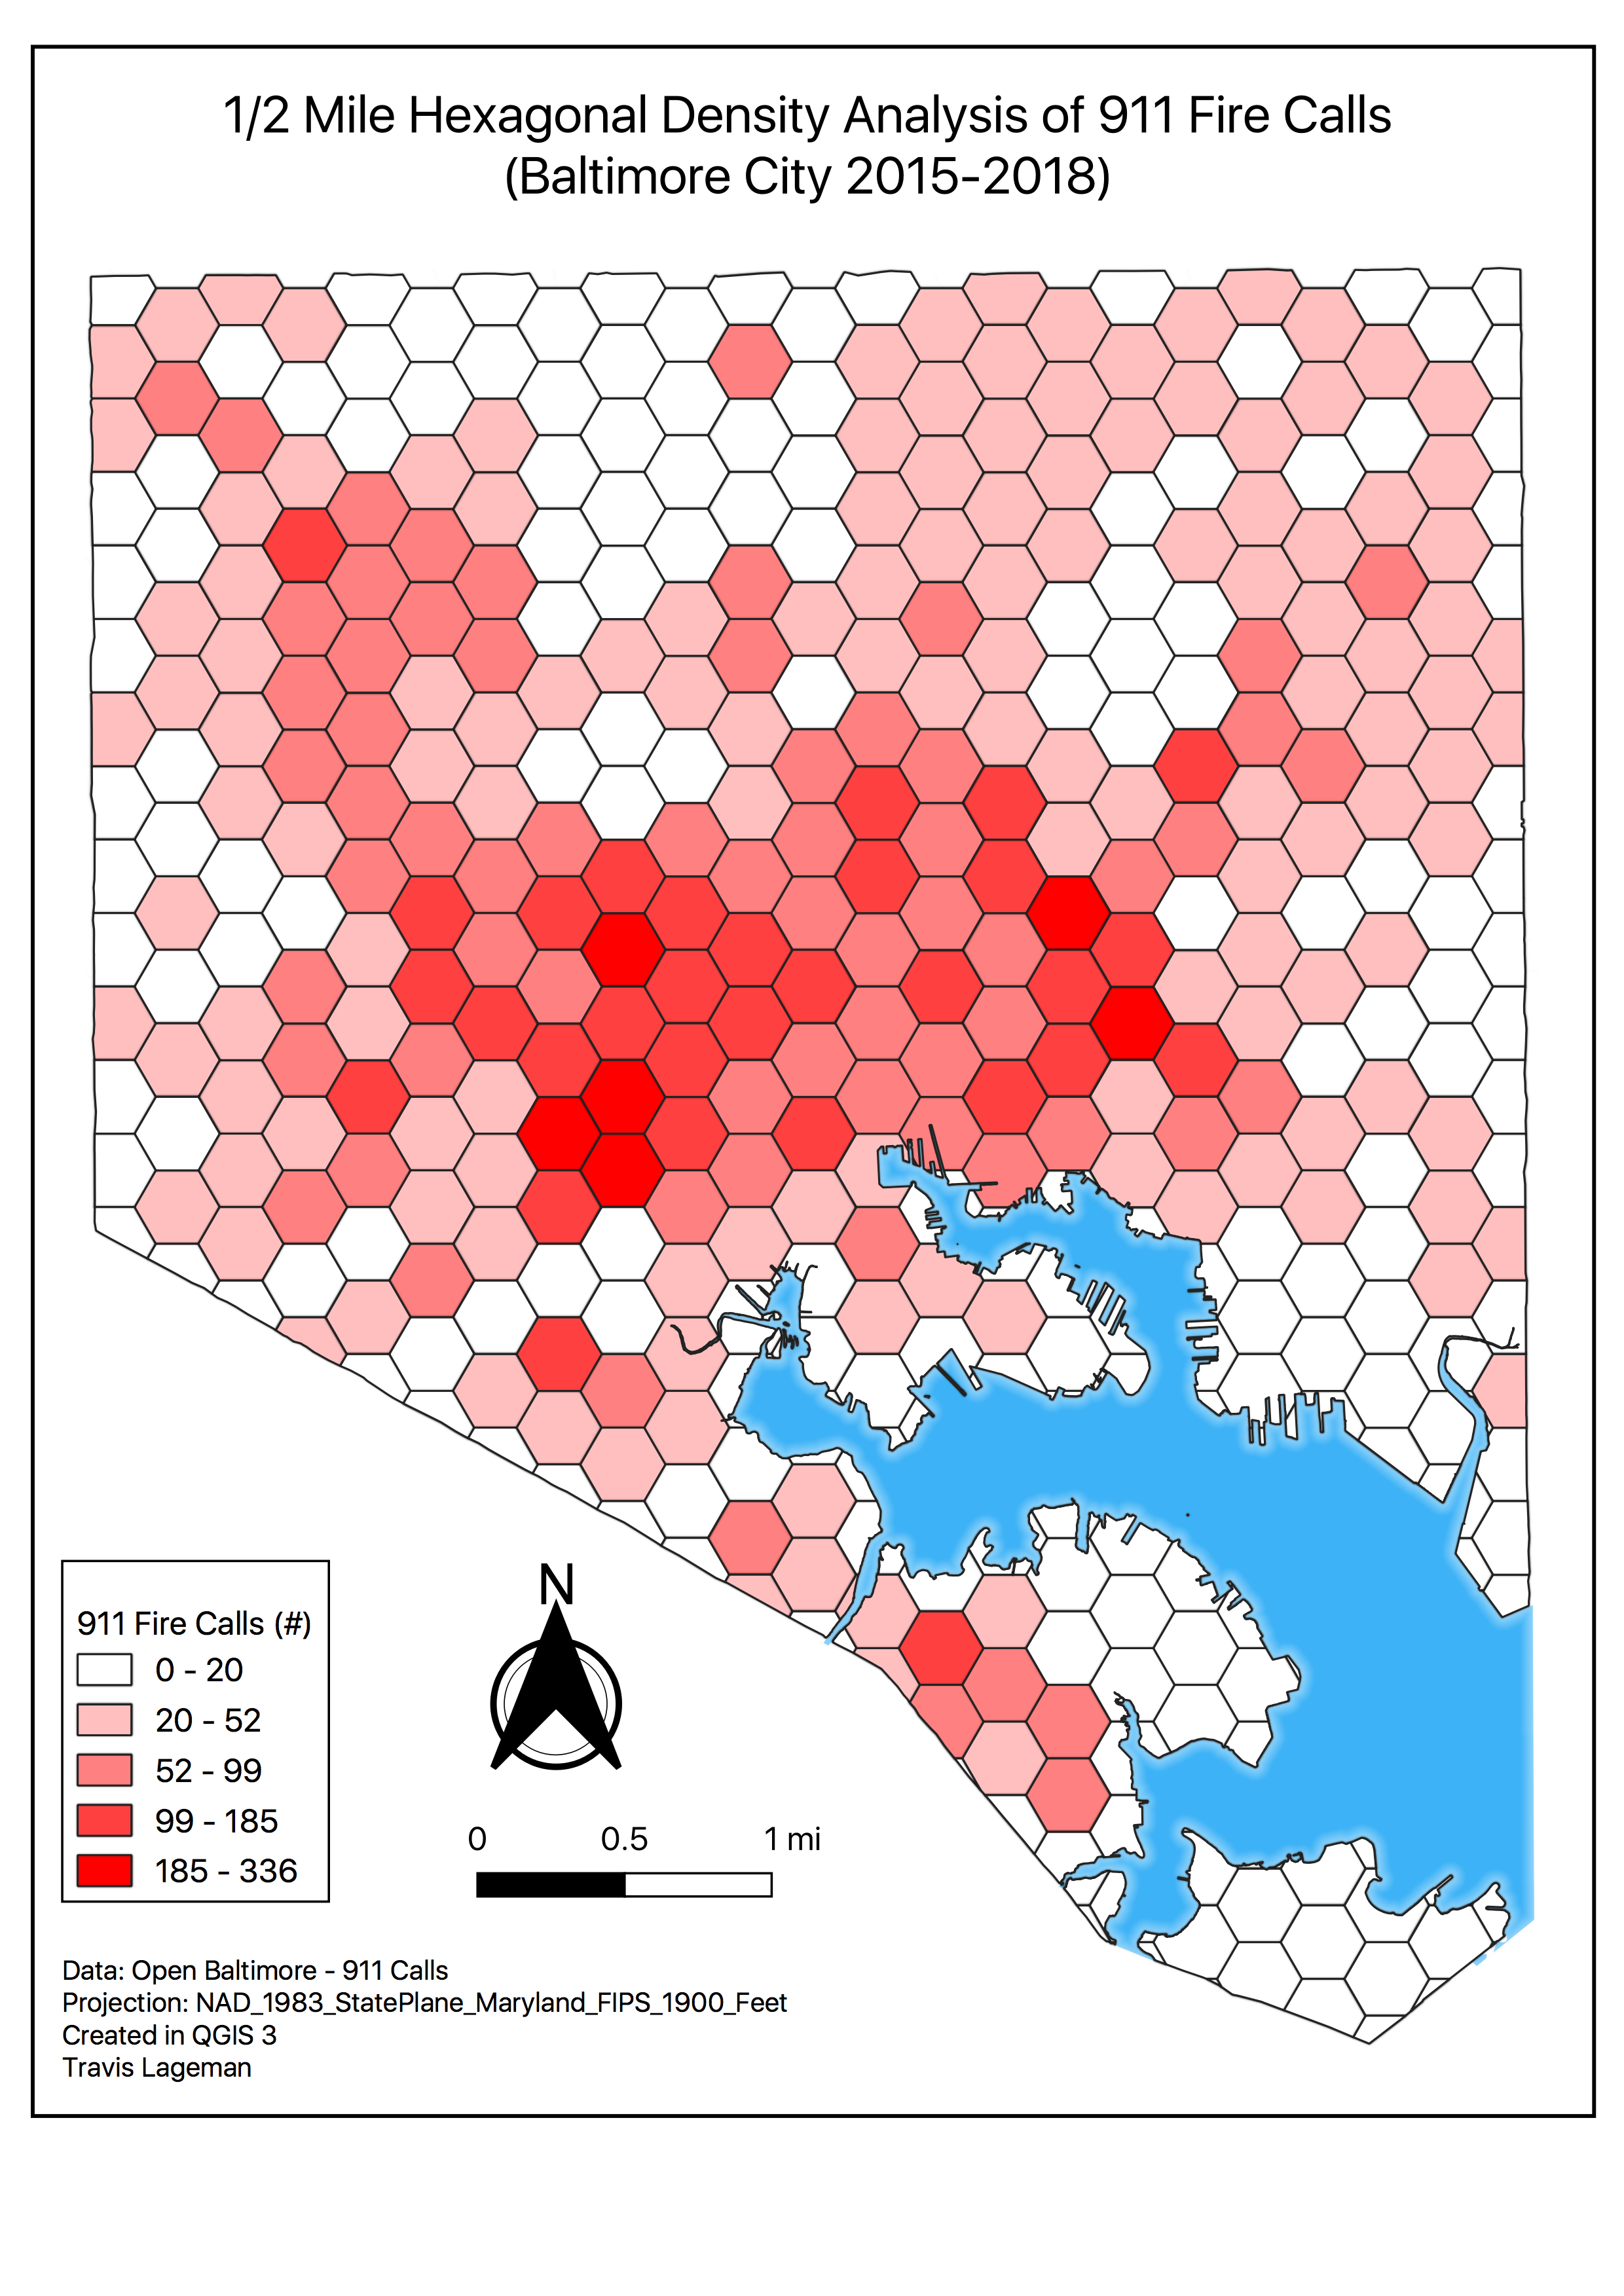 1/2 Mile Hexagonal Density Analysis of 911 Fire Calls
(Baltimore City 2015-2018)
911 Fire Calls (#)
0 - 20
20 - 52
52 - 99
99 - 185
185 - 336
N
0 0.5 1 mi
Data: Open Baltimore - 911 Calls
Projection: NAD_1983_StatePlane_Maryland_FIPS_1900_Feet
Created in QGIS 3
Travis Lageman